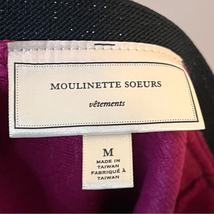 MOULINETTE SOEURS
vêtements
M
MADE IN
TAIWAN
FABRIQUÉ À
TAIWAN